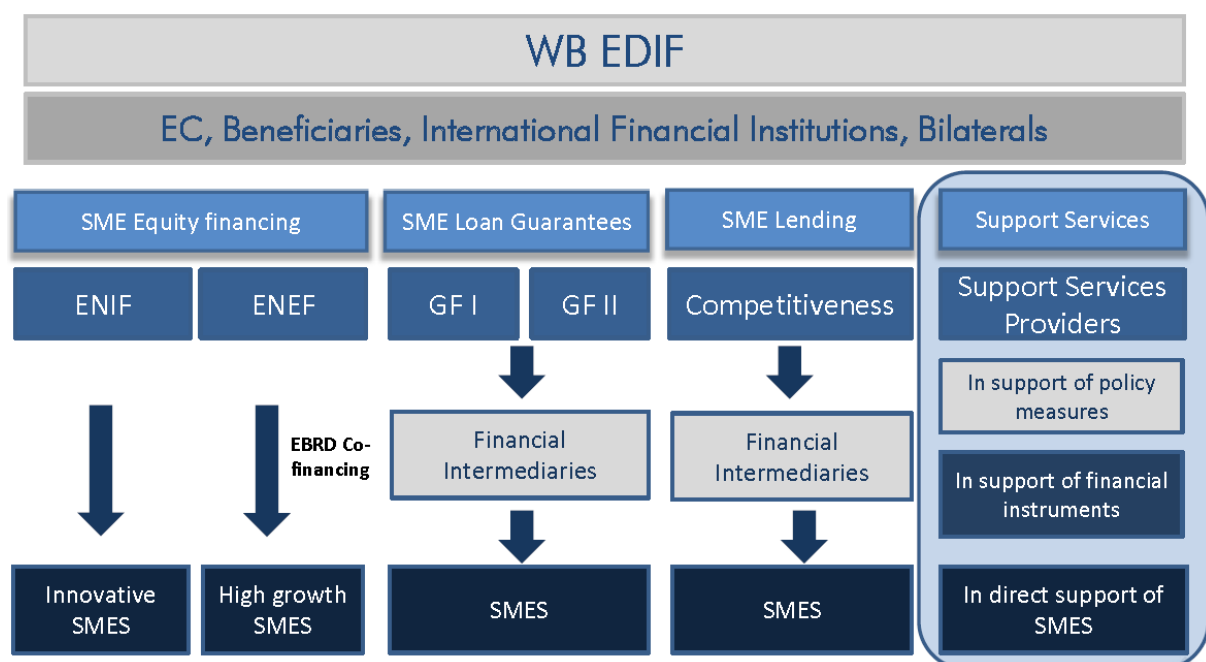 WB EDIF
EC, Beneficiaries, International Financial Institutions, Bilaterals
SME Equity financing
SME Loan Guarantees
SME Lending
Support Services
ENIF
ENEF
GF I
GF II
Competitiveness
Support Services
Providers
In support of policy
measures
EBRD Co-
financing
Financial
Intermediaries
Financial
Intermediaries
In support of financial
instruments
Innovative
SMES
High growth
SMES
SMES
SMES
In direct support of
SMES